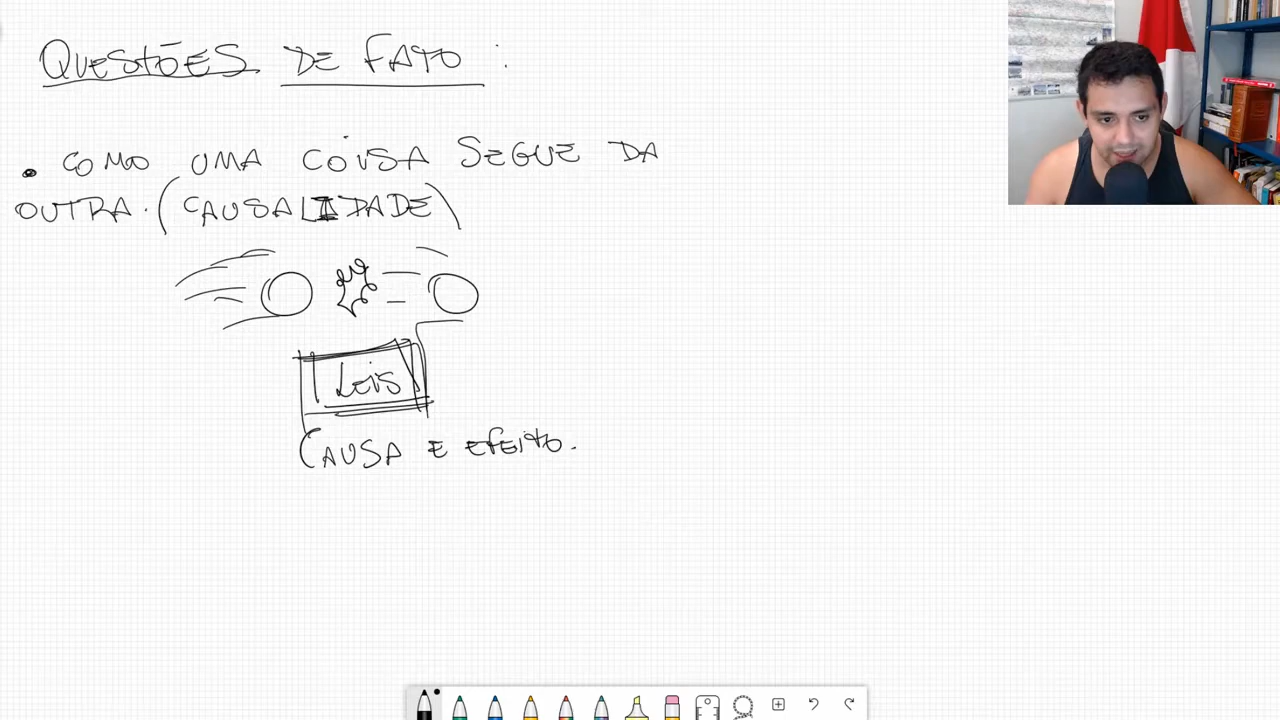 QUESTÕES DE FATO :
• COMO UMA COISA SEGUE DA
OUTRA. (CAUSALIDADE)
LEIS
CAUSA E EFEITO.